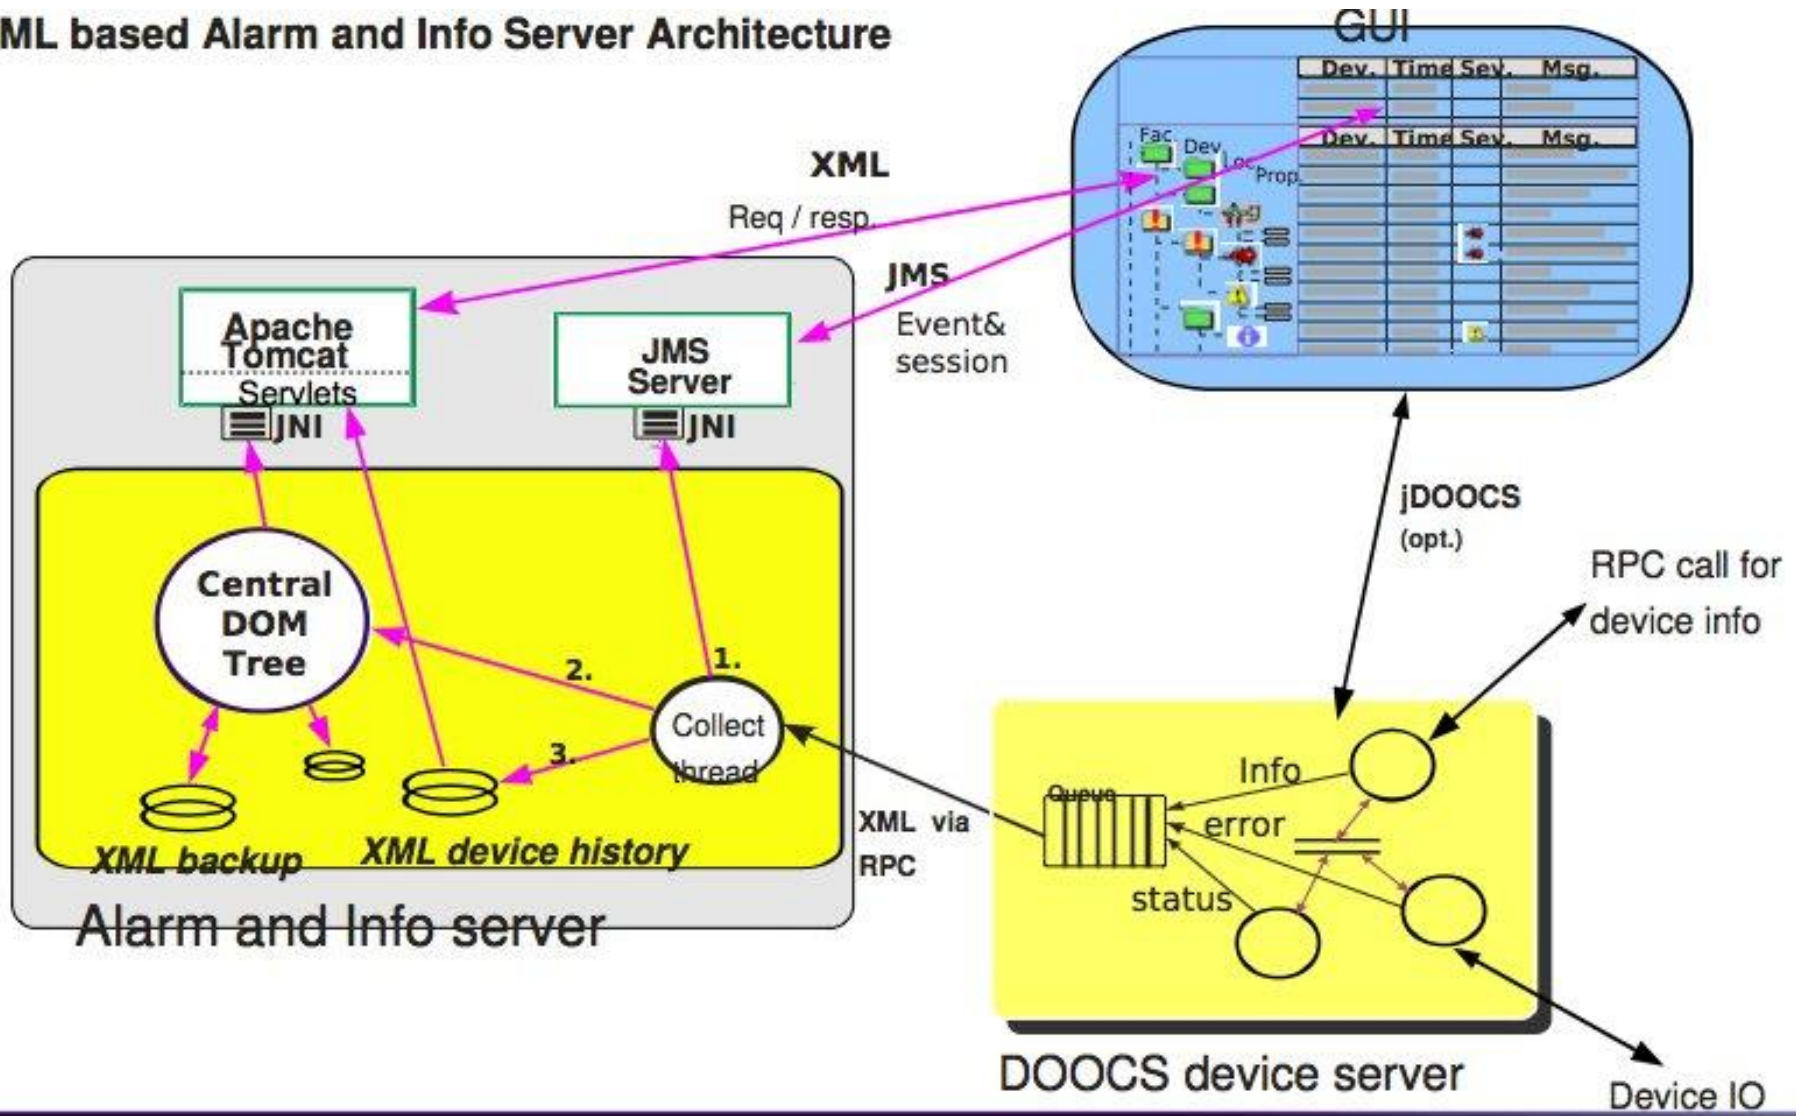 ML based Alarm and Info Server Architecture
GUI
Dev. Time Sev. Msg.
Dev. Time Sev. Msg.
Fac
Dev
Loc
Prop.
XML
Req / resp.
JMS
Event&
session
Apache
Tomcat
Servlets
JNI
JMS
Server
JNI
Central
DOM
Tree
1.
2.
3.
Collect
thread
XML backup
XML device history
Alarm and Info server
XML via
RPC
jDOOCS
(opt.)
RPC call for
device info
Queue
Info
error
status
DOOCS device server
Device IO